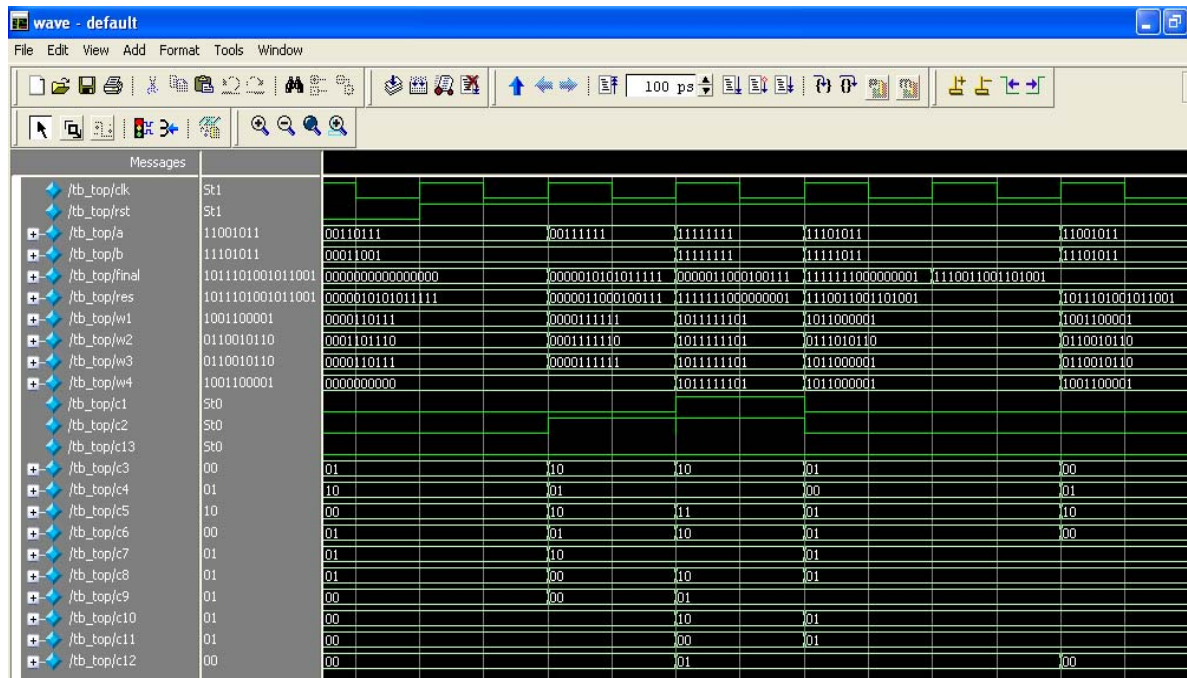 wave - default
File Edit View Add Format Tools Window
100 ps
Messages
/tb_top/clk St1
/tb_top/rst St1
/tb_top/a 11001011 00110111 00111111 11111111 11101011 11001011
/tb_top/b 11101011 00011001 11111111 11111011 11101011
/tb_top/final 1011101001011001 0000000000000000 0000010101011111 0000011000100111 1111111000000001 1110011001101001
/tb_top/res 1011101001011001 0000010101011111 0000011000100111 1111111000000001 1110011001101001 1011101001011001
/tb_top/w1 1001100001 0000110111 0000111111 1011111101 1011000001 1001100001
/tb_top/w2 0110010110 0001101110 0001111110 1011111101 0111010110 0110010110
/tb_top/w3 0110010110 0000110111 0000111111 1011111101 1011000001 0110010110
/tb_top/w4 1001100001 0000000000 1011111101 1011000001 1001100001
/tb_top/c1 St0
/tb_top/c2 St0
/tb_top/c13 St0
/tb_top/c3 00 01 10 10 01 00
/tb_top/c4 01 10 01 00 01
/tb_top/c5 10 00 10 11 01 10
/tb_top/c6 00 01 01 10 01 00
/tb_top/c7 01 01 10 01
/tb_top/c8 01 01 00 10 01
/tb_top/c9 01 00 00 01
/tb_top/c10 01 00 10 01
/tb_top/c11 01 00 00 01
/tb_top/c12 00 00 01 00